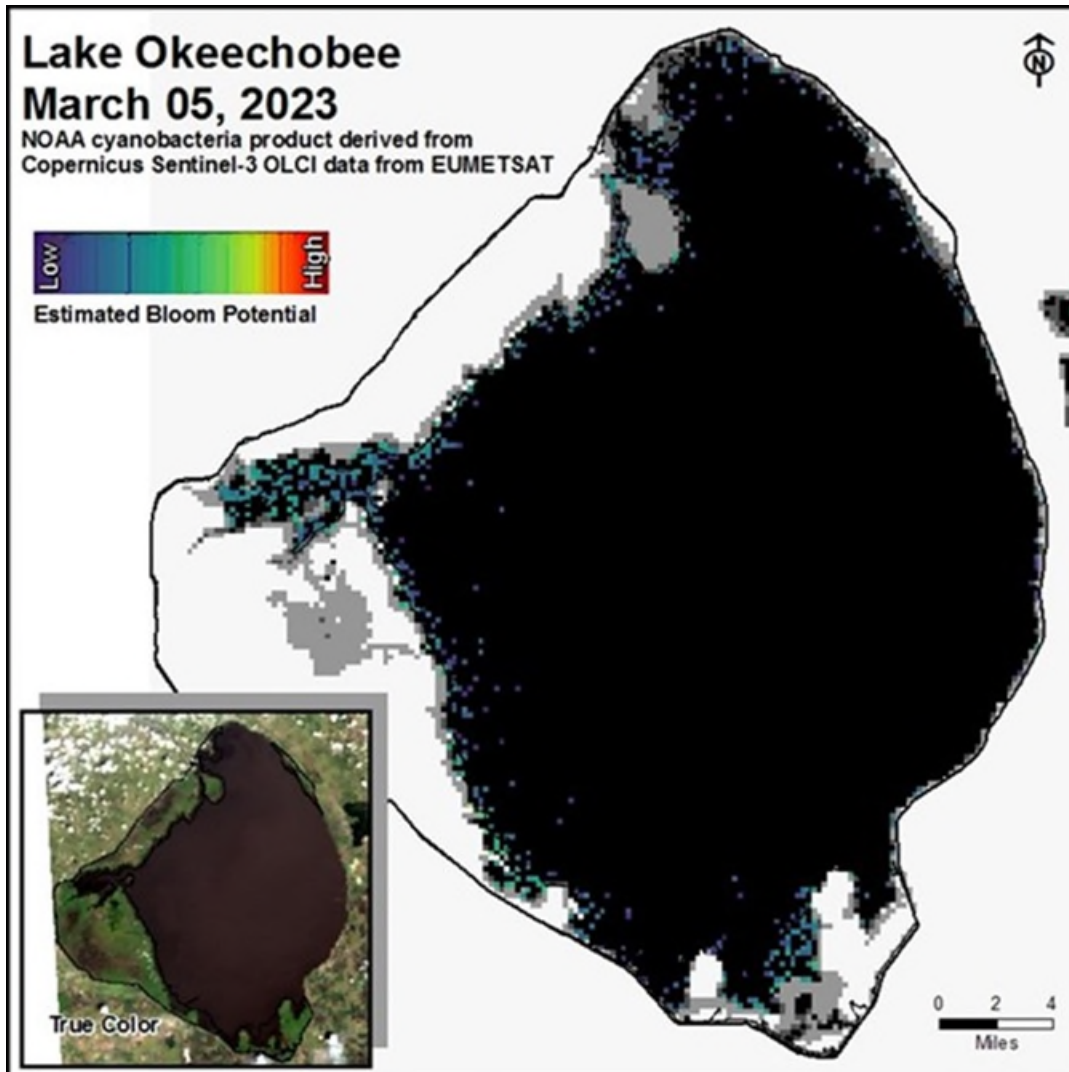 Lake Okeechobee
March 05, 2023
NOAA cyanobacteria product derived from
Copernicus Sentinel-3 OLCI data from EUMETSAT
N
Low
High
Estimated Bloom Potential
True Color
0 2 4
Miles